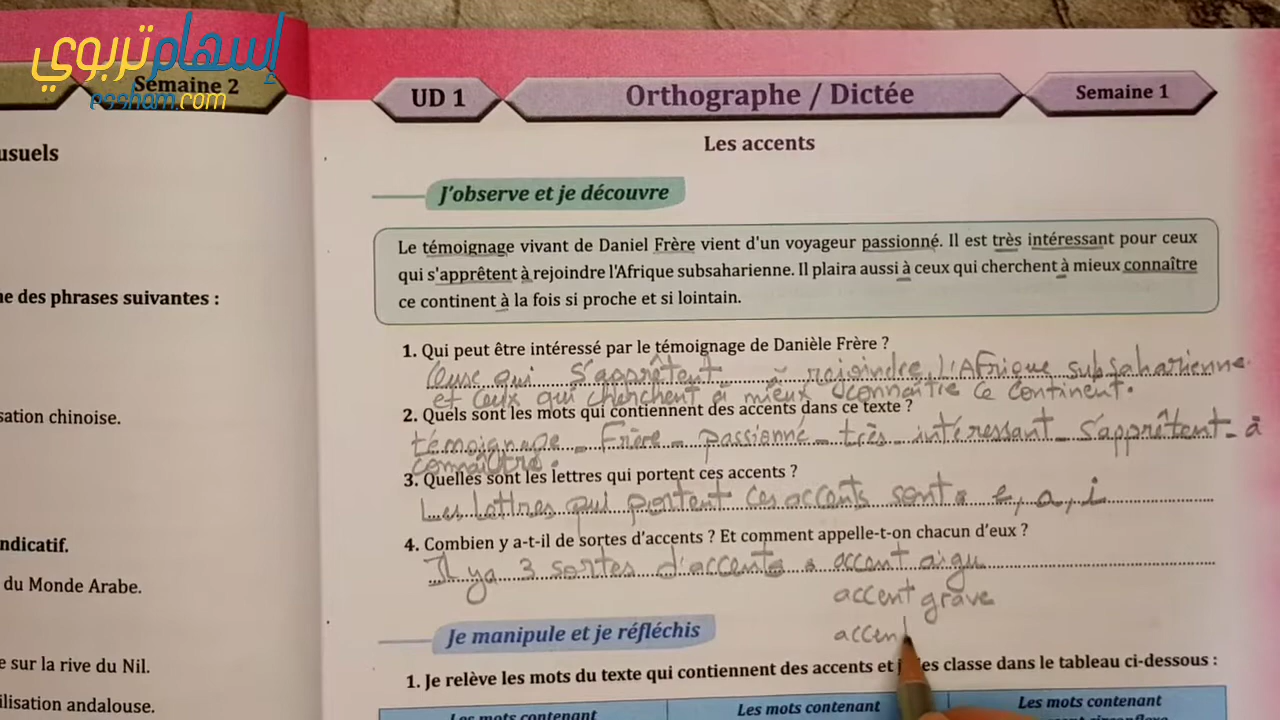 إسهام تربوي
essham.com
Semaine 2
usuels
ne des phrases suivantes :
sation chinoise.
ndicatif.
du Monde Arabe.
e sur la rive du Nil.
ilisation andalouse.
UD 1
Orthographe / Dictée
Semaine 1
Les accents
J'observe et je découvre
Le témoignage vivant de Daniel Frère vient d'un voyageur passionné. Il est très intéressant pour ceux
qui s'apprêtent à rejoindre l'Afrique subsaharienne. Il plaira aussi à ceux qui cherchent à mieux connaître
ce continent à la fois si proche et si lointain.
1. Qui peut être intéressé par le témoignage de Danièle Frère ?
Ceux qui s'apprêtent à rejoindre l'Afrique subsaharienne
et ceux qui cherchent à mieux connaître ce continent.
2. Quels sont les mots qui contiennent des accents dans ce texte ?
témoignage - Frère - passionné - très - intéressant - s'apprêtent - à
connaître.
3. Quelles sont les lettres qui portent ces accents ?
Les lettres qui portent ces accents sont : e, a, i
4. Combien y a-t-il de sortes d'accents ? Et comment appelle-t-on chacun d'eux ?
Il y a 3 sortes d'accents : accent aigu
accent grave
accent
Je manipule et je réfléchis
1. Je relève les mots du texte qui contiennent des accents et les classe dans le tableau ci-dessous :
Les mots contenant
Les mots contenant
Les mots contenant